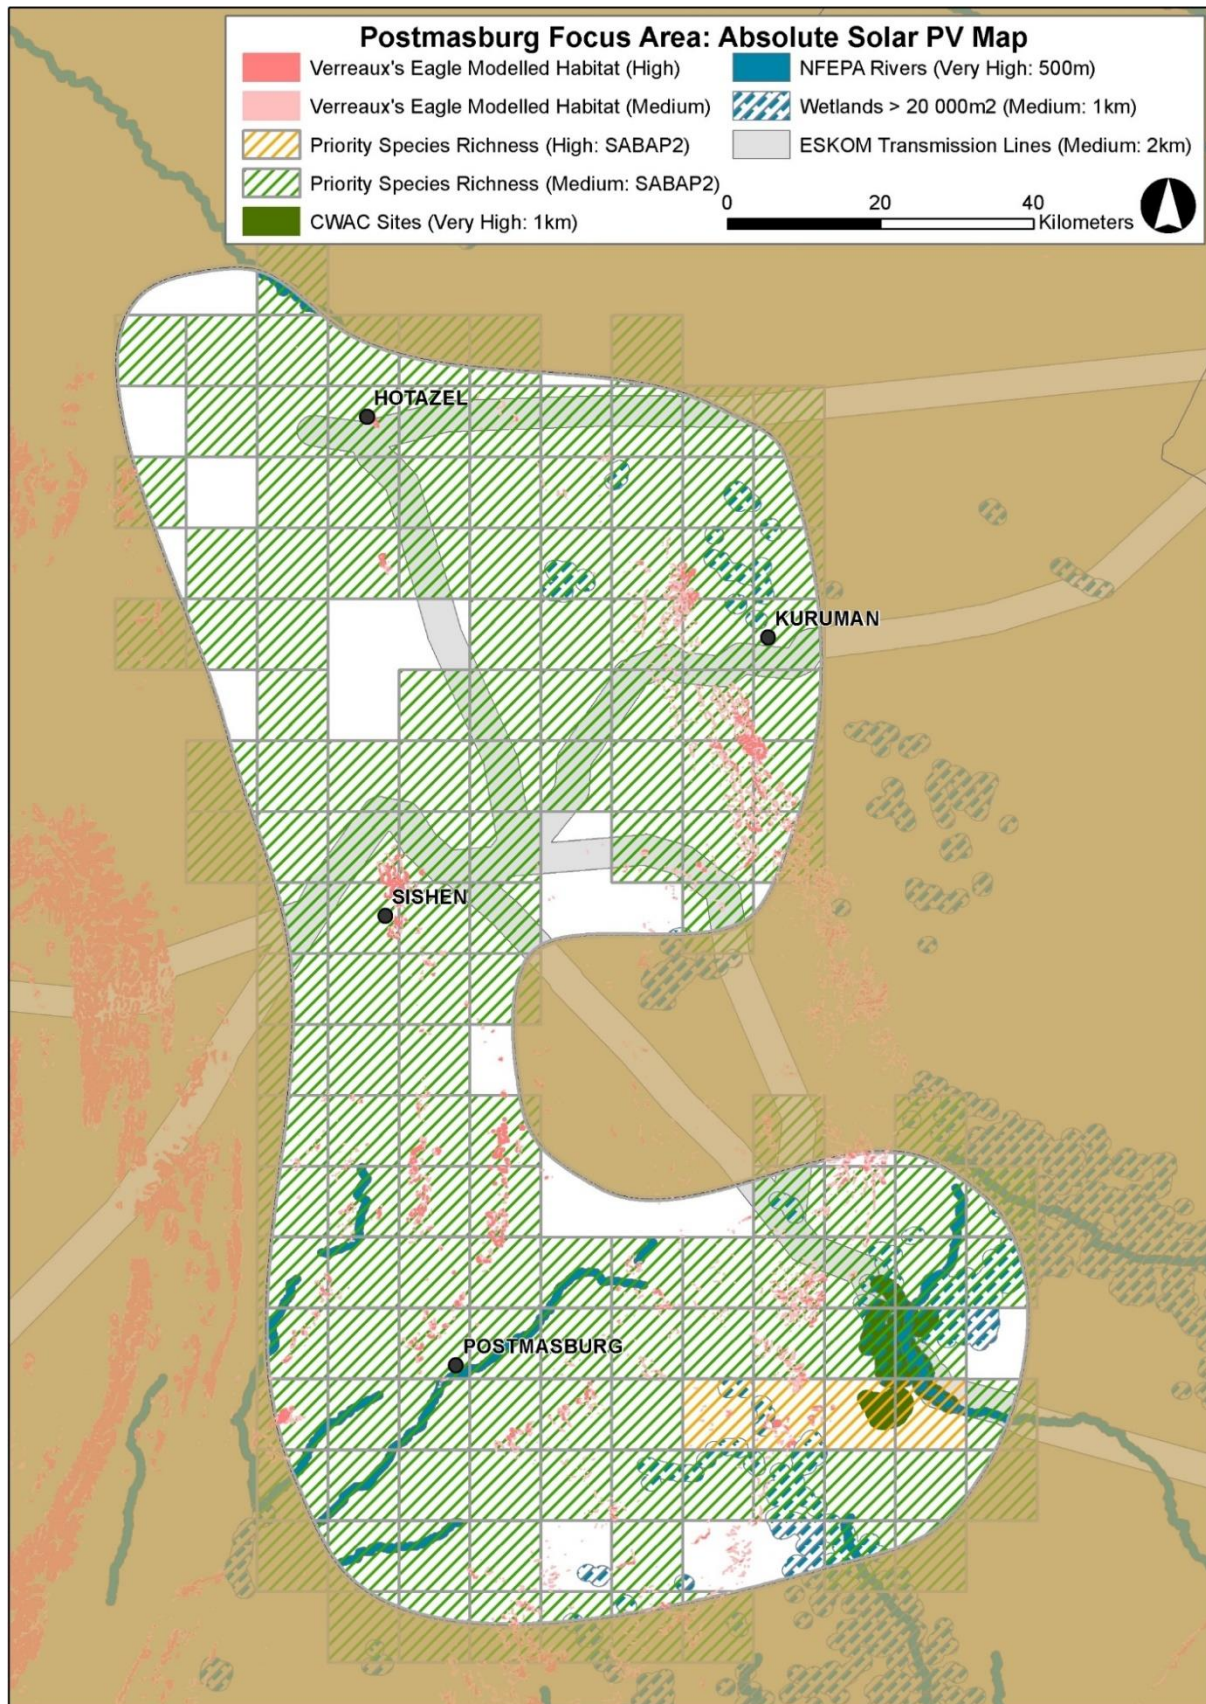 Postmasburg Focus Area: Absolute Solar PV Map
Verreaux's Eagle Modelled Habitat (High)
Verreaux's Eagle Modelled Habitat (Medium)
Priority Species Richness (High: SABAP2)
Priority Species Richness (Medium: SABAP2)
CWAC Sites (Very High: 1km)
NFEPA Rivers (Very High: 500m)
Wetlands > 20 000m2 (Medium: 1km)
ESKOM Transmission Lines (Medium: 2km)
0 20 40
Kilometers
HOTAZEL
KURUMAN
SISHEN
POSTMASBURG